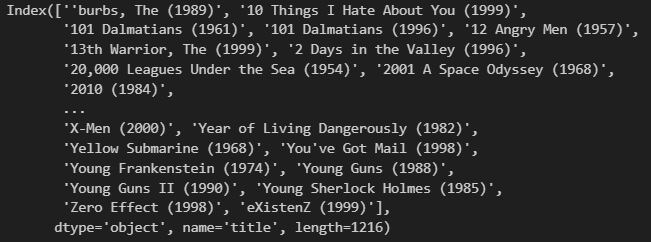 Index([''burbs, The (1989)', '10 Things I Hate About You (1999)',
'101 Dalmatians (1961)', '101 Dalmatians (1996)', '12 Angry Men (1957)',
'13th Warrior, The (1999)', '2 Days in the Valley (1996)',
'20,000 Leagues Under the Sea (1954)', '2001 A Space Odyssey (1968)',
'2010 (1984)',
...
'X-Men (2000)', 'Year of Living Dangerously (1982)',
'Yellow Submarine (1968)', 'You've Got Mail (1998)',
'Young Frankenstein (1974)', 'Young Guns (1988)',
'Young Guns II (1990)', 'Young Sherlock Holmes (1985)',
'Zero Effect (1998)', 'eXistenZ (1999)'],
dtype='object', name='title', length=1216)